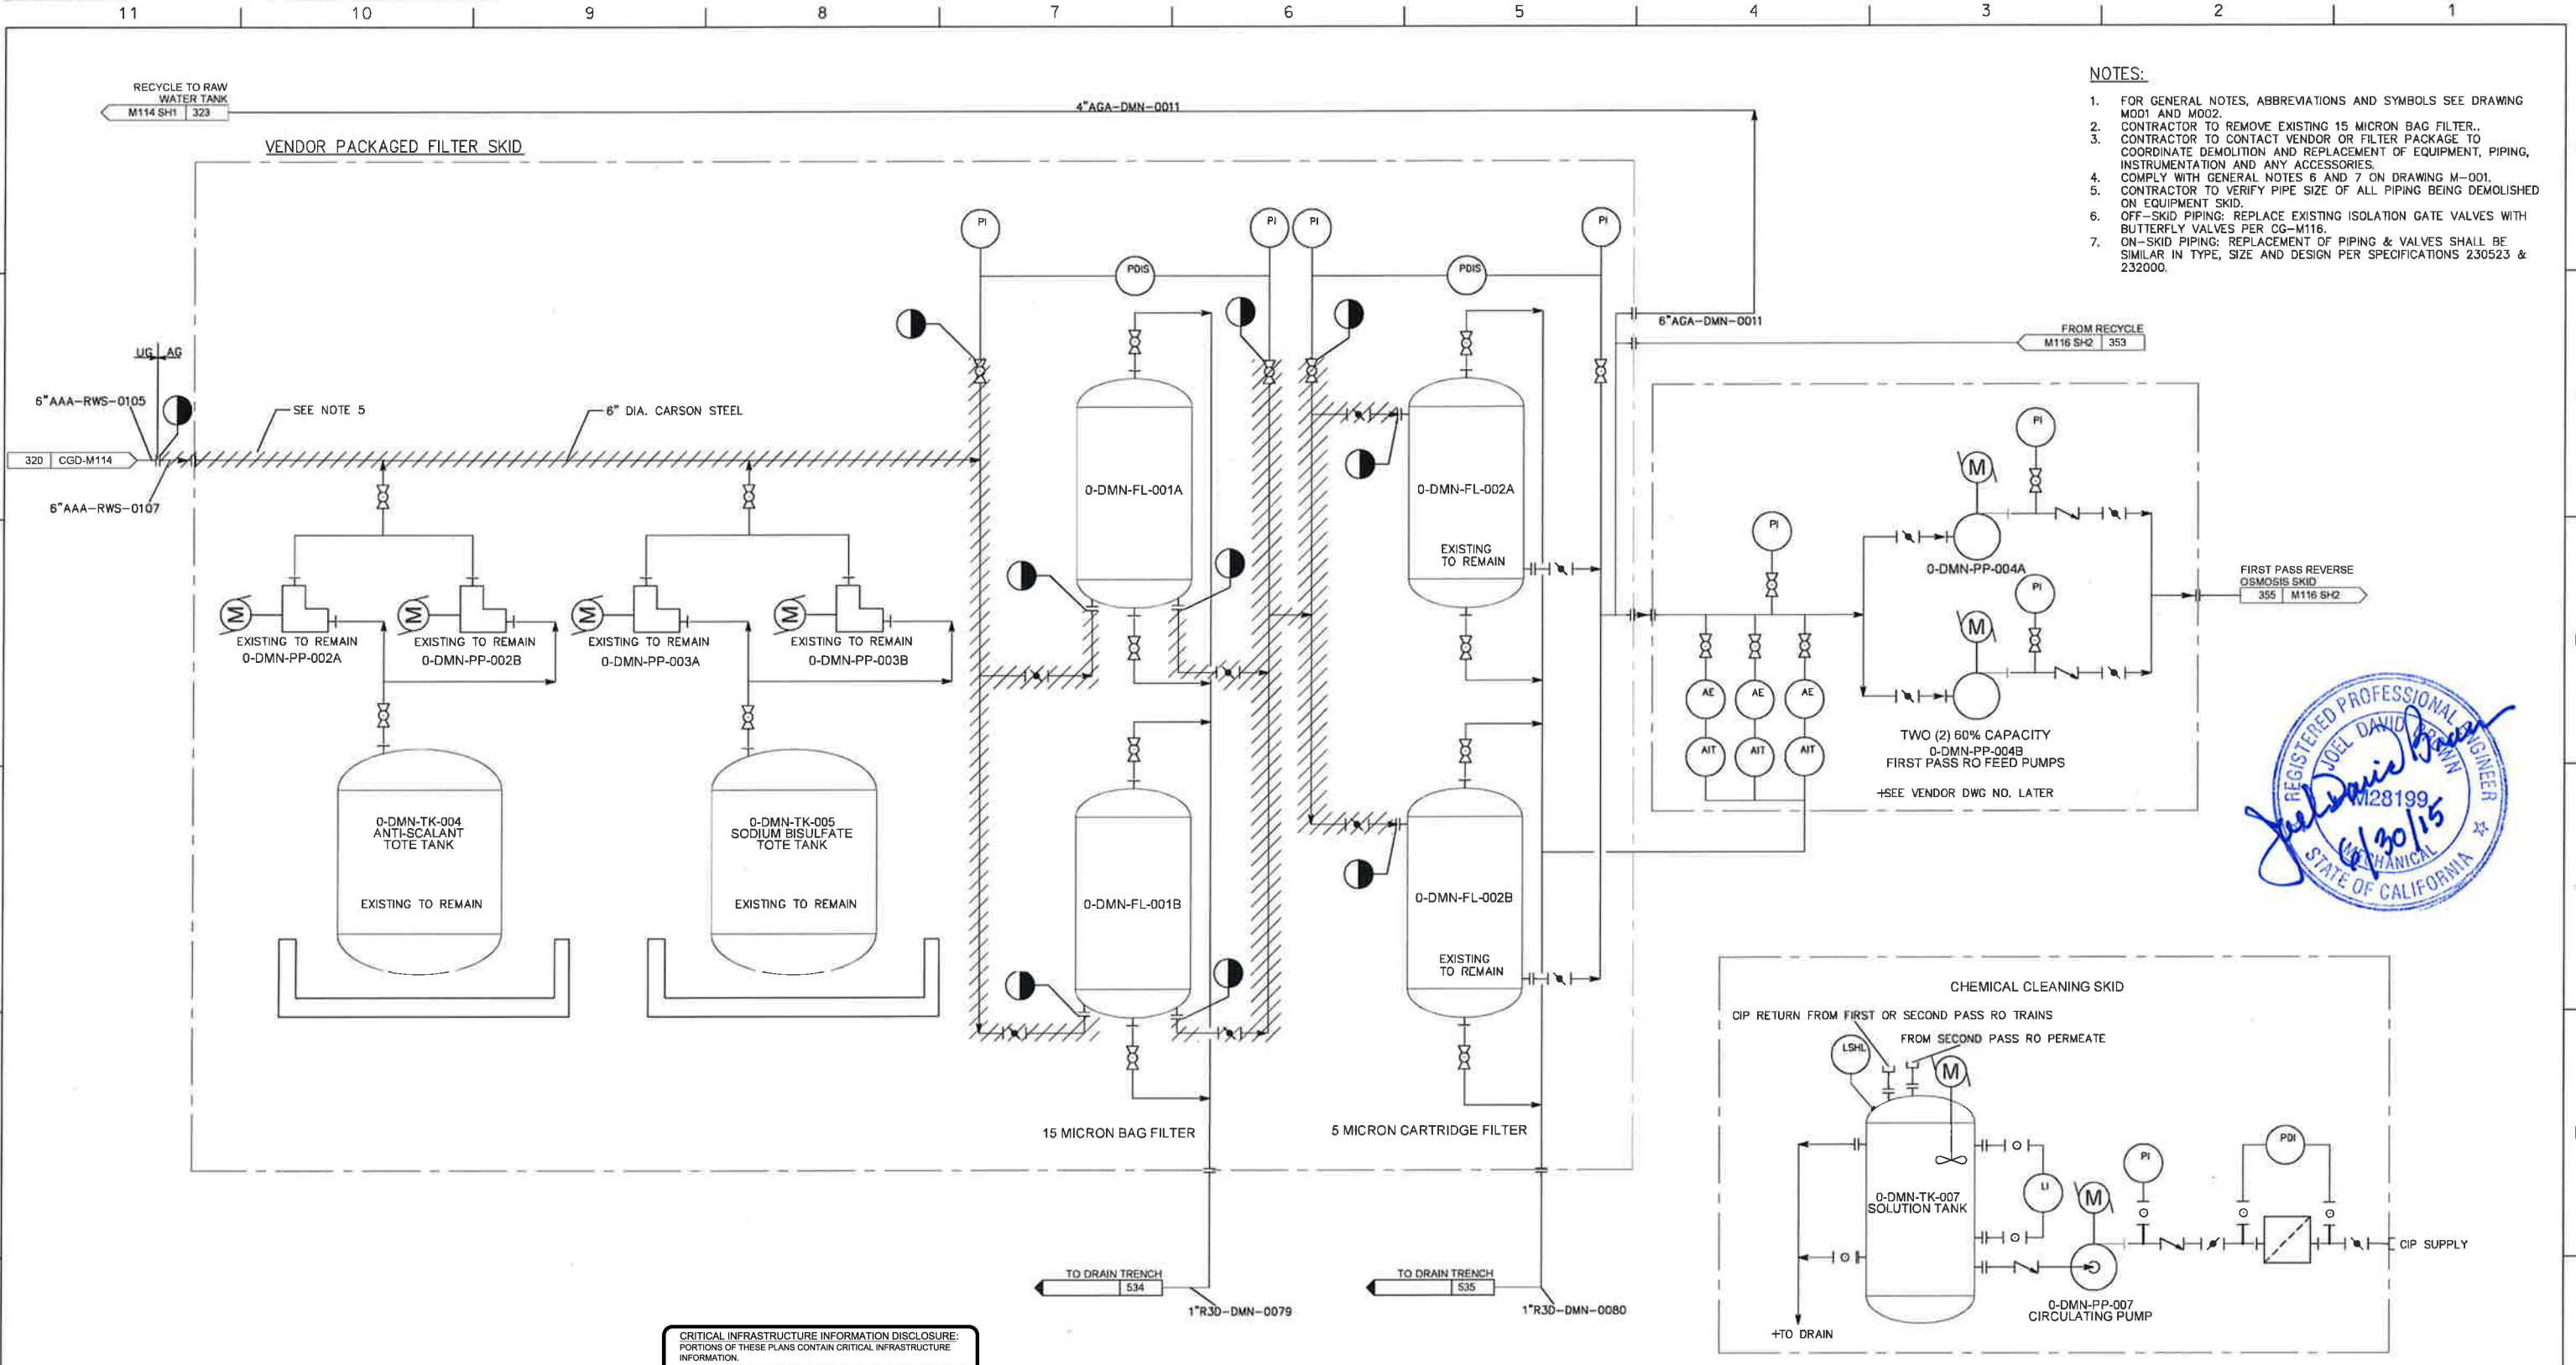 11
10
9
8
7
6
5
4
3
2
1
RECYCLE TO RAW
WATER TANK
M114 SH1 323
4"AGA-DMN-0011
VENDOR PACKAGED FILTER SKID
NOTES:
1. FOR GENERAL NOTES, ABBREVIATIONS AND SYMBOLS SEE DRAWING
M001 AND M002.
2. CONTRACTOR TO REMOVE EXISTING 15 MICRON BAG FILTER..
3. CONTRACTOR TO CONTACT VENDOR OR FILTER PACKAGE TO
COORDINATE DEMOLITION AND REPLACEMENT OF EQUIPMENT, PIPING,
INSTRUMENTATION AND ANY ACCESSORIES.
4. COMPLY WITH GENERAL NOTES 6 AND 7 ON DRAWING M-001.
5. CONTRACTOR TO VERIFY PIPE SIZE OF ALL PIPING BEING DEMOLISHED
ON EQUIPMENT SKID.
6. OFF-SKID PIPING: REPLACE EXISTING ISOLATION GATE VALVES WITH
BUTTERFLY VALVES PER CG-M116.
7. ON-SKID PIPING: REPLACEMENT OF PIPING & VALVES SHALL BE
SIMILAR IN TYPE, SIZE AND DESIGN PER SPECIFICATIONS 230523 &
232000.
PI
PI
PI
PI
PDIS
PDIS
6"AGA-DMN-0011
FROM RECYCLE
M116 SH2 353
UG AG
6"AAA-RWS-0105
SEE NOTE 5
6" DIA. CARSON STEEL
320 CGD-M114
6"AAA-RWS-0107
0-DMN-FL-001A
0-DMN-FL-002A
EXISTING
TO REMAIN
PI
M
PI
0-DMN-PP-004A
PI
M
FIRST PASS REVERSE
OSMOSIS SKID
355 M116 SH2
M
M
M
M
EXISTING TO REMAIN
0-DMN-PP-002A
EXISTING TO REMAIN
0-DMN-PP-002B
EXISTING TO REMAIN
0-DMN-PP-003A
EXISTING TO REMAIN
0-DMN-PP-003B
AE
AE
AE
AIT
AIT
AIT
TWO (2) 60% CAPACITY
0-DMN-PP-004B
FIRST PASS RO FEED PUMPS
+SEE VENDOR DWG NO. LATER
REGISTERED PROFESSIONAL ENGINEER
JOEL DAVID BROWN
Joel David Brown
M28199
6/30/15
MECHANICAL
STATE OF CALIFORNIA
0-DMN-TK-004
ANTI-SCALANT
TOTE TANK
EXISTING TO REMAIN
0-DMN-TK-005
SODIUM BISULFATE
TOTE TANK
EXISTING TO REMAIN
0-DMN-FL-001B
0-DMN-FL-002B
EXISTING
TO REMAIN
15 MICRON BAG FILTER
5 MICRON CARTRIDGE FILTER
CHEMICAL CLEANING SKID
CIP RETURN FROM FIRST OR SECOND PASS RO TRAINS
FROM SECOND PASS RO PERMEATE
LSHL
M
0-DMN-TK-007
SOLUTION TANK
LI
M
PI
PDI
CIP SUPPLY
0-DMN-PP-007
CIRCULATING PUMP
+TO DRAIN
TO DRAIN TRENCH
534
1"R3D-DMN-0079
TO DRAIN TRENCH
535
1"R3D-DMN-0080
CRITICAL INFRASTRUCTURE INFORMATION DISCLOSURE:
PORTIONS OF THESE PLANS CONTAIN CRITICAL INFRASTRUCTURE
INFORMATION.